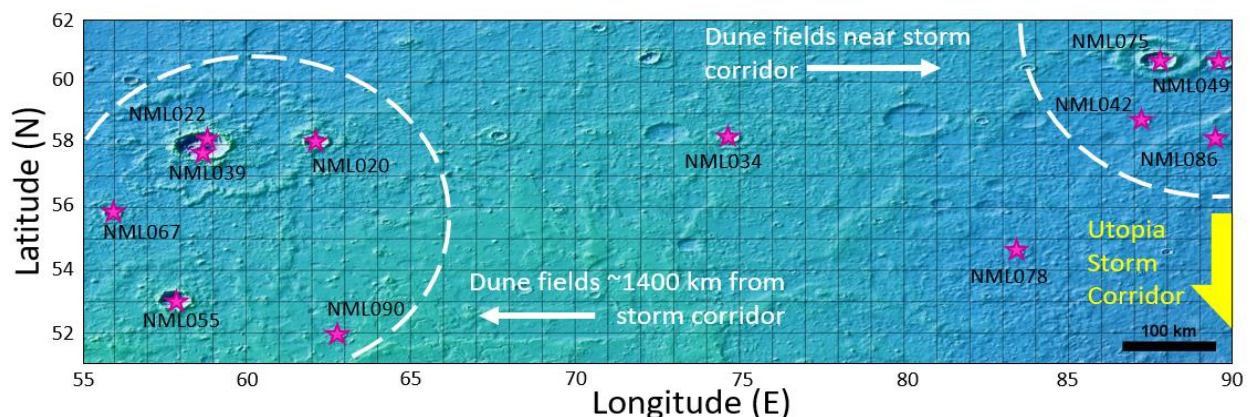 62
60
58
56
54
52
Latitude (N)
Dune fields near storm
corridor
NML075
NML049
NML042
NML086
NML022
NML039
NML020
NML034
NML067
NML078
NML055
NML090
Dune fields ~1400 km from
storm corridor
Utopia
Storm
Corridor
100 km
55
60
65
70
75
80
85
90
Longitude (E)